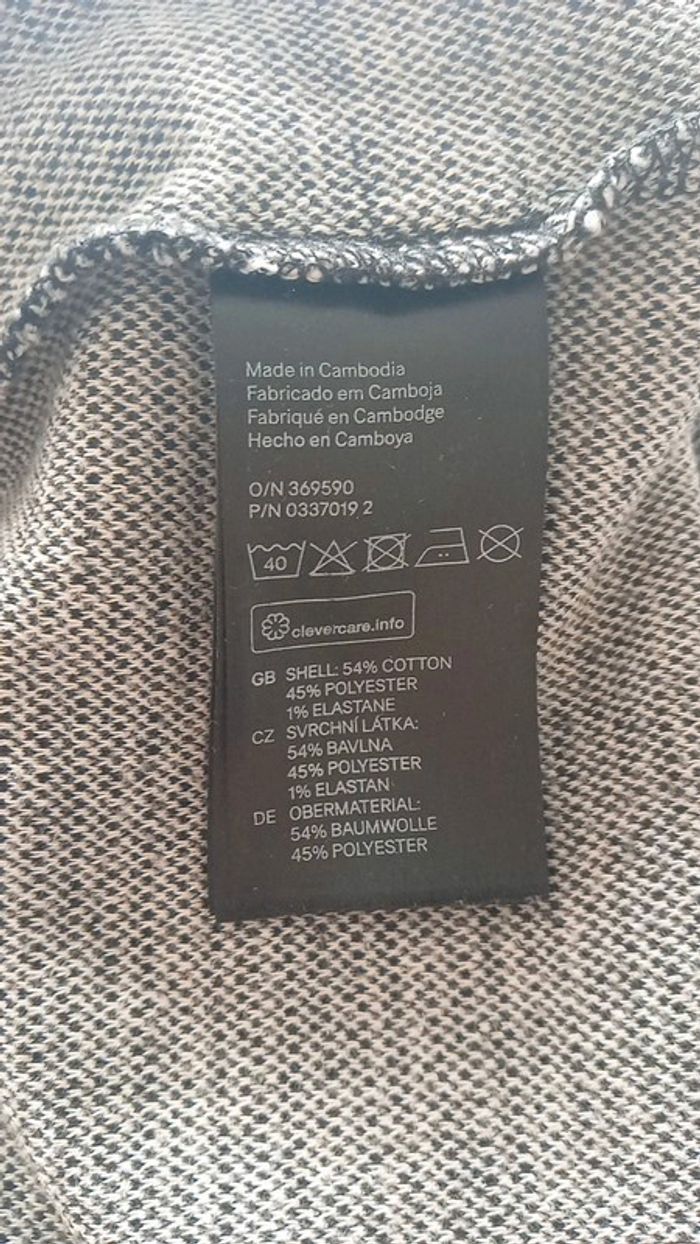 Made in Cambodia
Fabricado em Camboja
Fabriqué en Cambodge
Hecho en Camboya
O/N 369590
P/N 0337019 2
40
clevercare.info
GB SHELL: 54% COTTON
45% POLYESTER
1% ELASTANE
CZ SVRCHNÍ LÁTKA:
54% BAVLNA
45% POLYESTER
1% ELASTAN
DE OBERMATERIAL:
54% BAUMWOLLE
45% POLYESTER